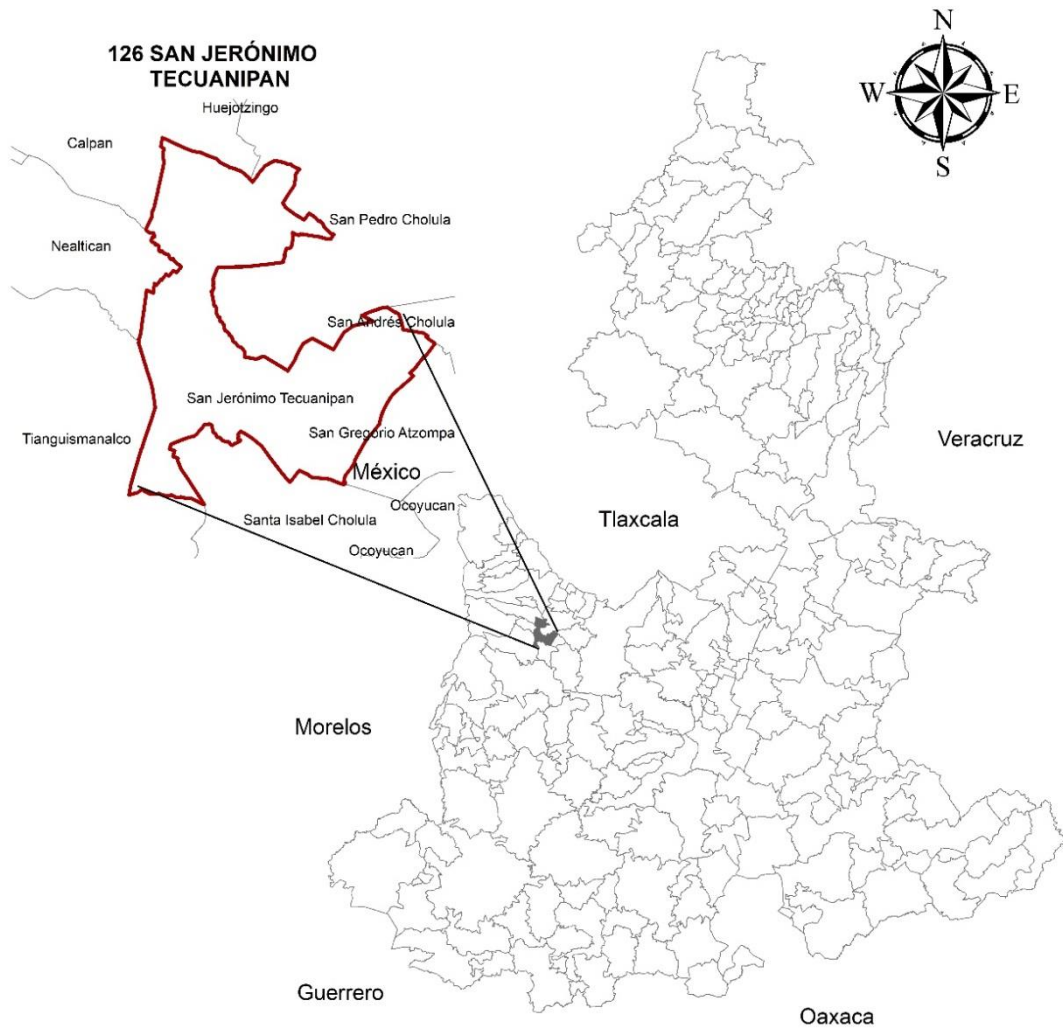 126 SAN JERÓNIMO
TECUANIPAN
N
W
E
S
Huejotzingo
Calpan
San Pedro Cholula
Nealtican
San Andrés Cholula
San Jerónimo Tecuanipan
San Gregorio Atzompa
Tianguismanalco
Veracruz
México
Ocoyucan
Santa Isabel Cholula
Tlaxcala
Ocoyucan
Morelos
Guerrero
Oaxaca